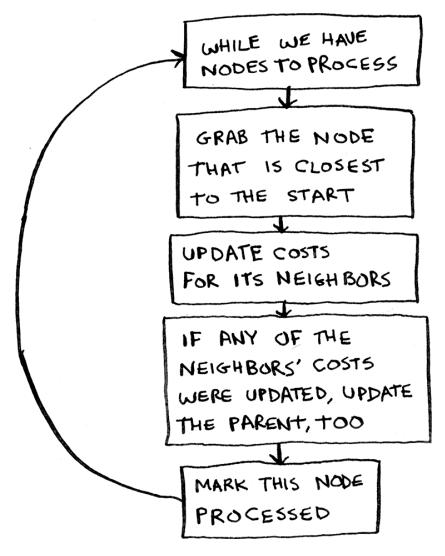 WHILE WE HAVE
NODES TO PROCESS
GRAB THE NODE
THAT IS CLOSEST
TO THE START
UPDATE COSTS
FOR ITS NEIGHBORS
IF ANY OF THE
NEIGHBORS' COSTS
WERE UPDATED, UPDATE
THE PARENT, TOO
MARK THIS NODE
PROCESSED